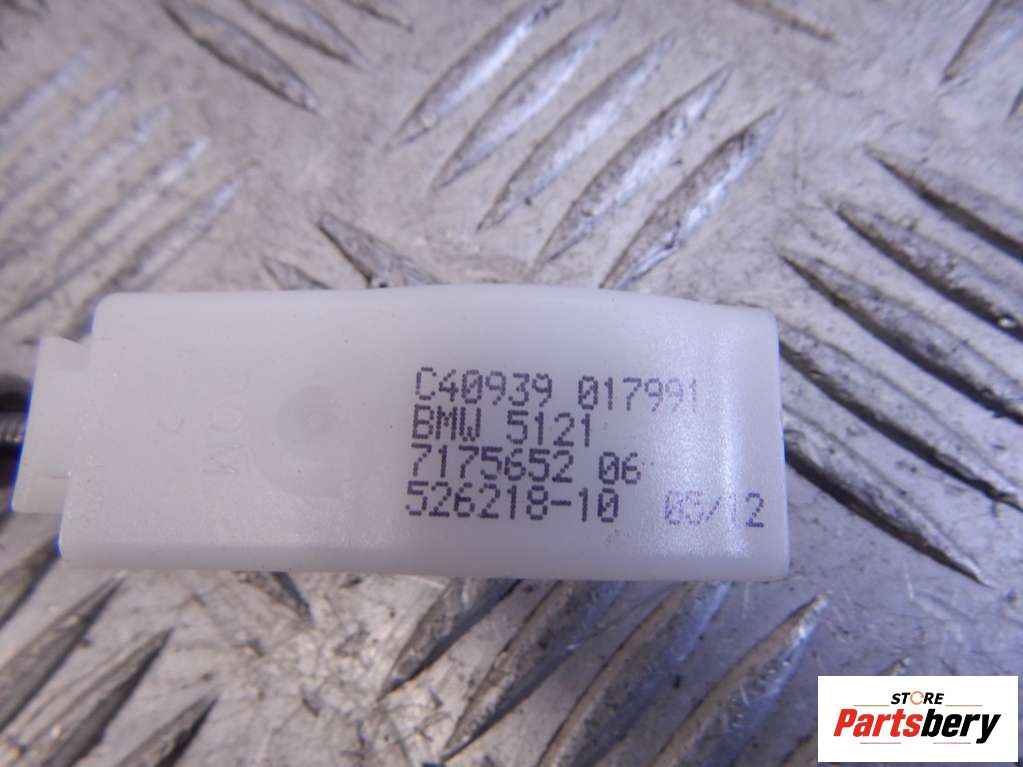 C40939 017991
BMW 5121
7175652 06
526218-10 05/12
STORE
Partsbery